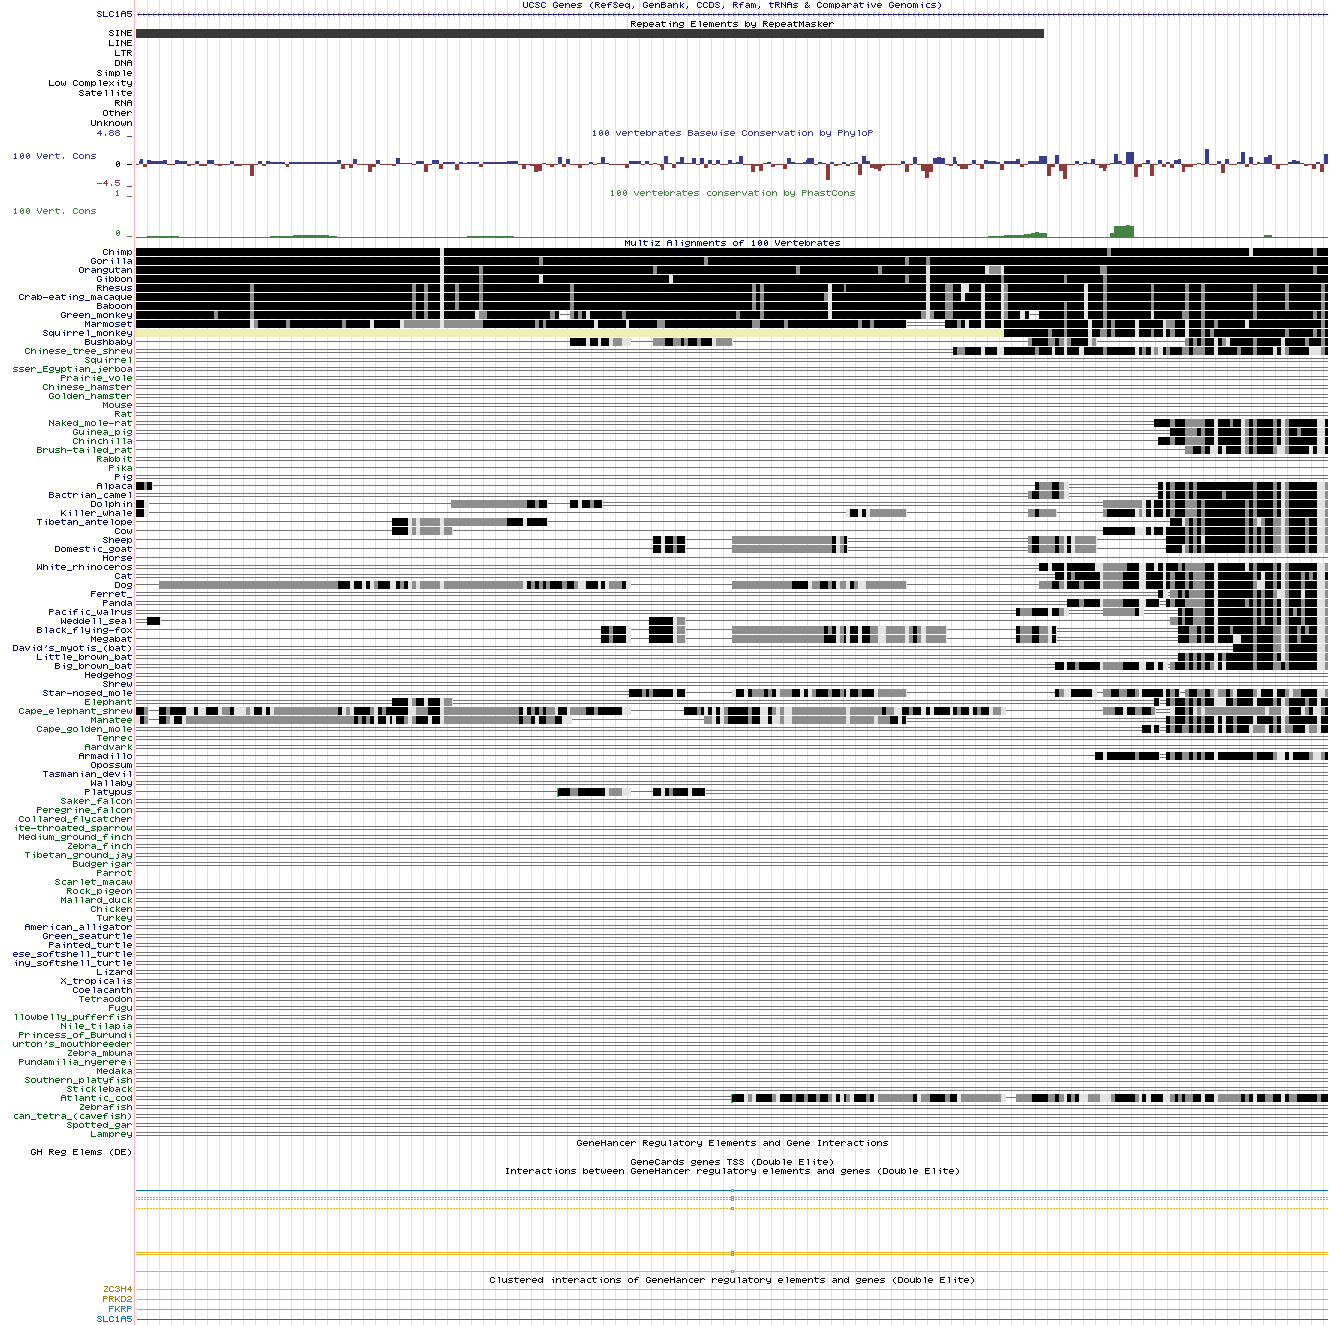 UCSC Genes (RefSeq, GenBank, CCDS, Rfam, tRNAs & Comparative Genomics)
SLC1A5
Repeating Elements by RepeatMasker
SINE
LINE
LTR
DNA
Simple
Low Complexity
Satellite
RNA
Other
Unknown
4.88 _
100 vertebrates Basewise Conservation by PhyloP
100 Vert. Cons
0 _
-4.5 _
1 _
100 vertebrates conservation by PhastCons
100 Vert. Cons
0 _
Multiz Alignments of 100 Vertebrates
Chimp
Gorilla
Orangutan
Gibbon
Rhesus
Crab-eating_macaque
Baboon
Green_monkey
Marmoset
Squirrel_monkey
Bushbaby
Chinese_tree_shrew
Squirrel
sser_Egyptian_jerboa
Prairie_vole
Chinese_hamster
Golden_hamster
Mouse
Rat
Naked_mole-rat
Guinea_pig
Chinchilla
Brush-tailed_rat
Rabbit
Pika
Pig
Alpaca
Bactrian_camel
Dolphin
Killer_whale
Tibetan_antelope
Cow
Sheep
Domestic_goat
Horse
White_rhinoceros
Cat
Dog
Ferret_
Panda
Pacific_walrus
Weddell_seal
Black_flying-fox
Megabat
David's_myotis_(bat)
Little_brown_bat
Big_brown_bat
Hedgehog
Shrew
Star-nosed_mole
Elephant
Cape_elephant_shrew
Manatee
Cape_golden_mole
Tenrec
Aardvark
Armadillo
Opossum
Tasmanian_devil
Wallaby
Platypus
Saker_falcon
Peregrine_falcon
Collared_flycatcher
ite-throated_sparrow
Medium_ground_finch
Zebra_finch
Tibetan_ground_jay
Budgerigar
Parrot
Scarlet_macaw
Rock_pigeon
Mallard_duck
Chicken
Turkey
American_alligator
Green_seaturtle
Painted_turtle
ese_softshell_turtle
iny_softshell_turtle
Lizard
X_tropicalis
Coelacanth
Tetraodon
Fugu
llowbelly_pufferfish
Nile_tilapia
Princess_of_Burundi
urton's_mouthbreeder
Zebra_mbuna
Pundamilia_nyererei
Medaka
Southern_platyfish
Stickleback
Atlantic_cod
Zebrafish
can_tetra_(cavefish)
Spotted_gar
Lamprey
GeneHancer Regulatory Elements and Gene Interactions
GH Reg Elems (DE)
GeneCards genes TSS (Double Elite)
Interactions between GeneHancer regulatory elements and genes (Double Elite)
Clustered interactions of GeneHancer regulatory elements and genes (Double Elite)
ZC3H4
PRKD2
FKRP
SLC1A5